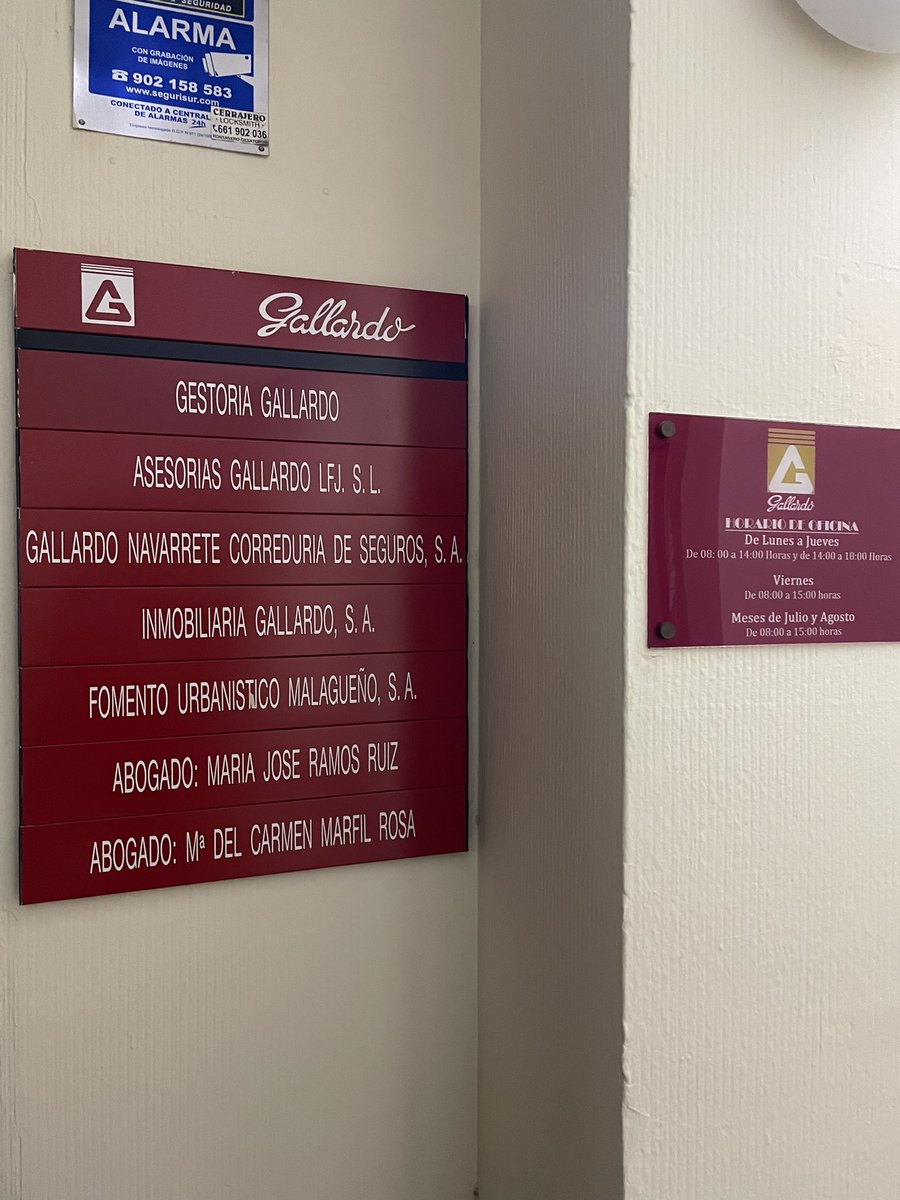 SEGURIDAD
ALARMA
CON GRABACIÓN
DE IMÁGENES
☎ 902 158 583
www.segurisur.com
CONECTADO A CENTRAL
DE ALARMAS 24h
CERRAJERO
LOCKSMITH
661 902 036
G
Gallardo
GESTORIA GALLARDO
ASESORIAS GALLARDO LFJ. S. L.
GALLARDO NAVARRETE CORREDURIA DE SEGUROS, S. A.
INMOBILIARIA GALLARDO, S. A.
FOMENTO URBANISTICO MALAGUEÑO, S. A.
ABOGADO: MARIA JOSE RAMOS RUIZ
ABOGADO: Mª DEL CARMEN MARFIL ROSA
G
Gallardo
HORARIO DE OFICINA
De Lunes a Jueves
De 08: 00 a 14:00 Horas y de 14:00 a 18:00 Horas
Viernes
De 08:00 a 15:00 horas
Meses de Julio y Agosto
De 08:00 a 15:00 horas